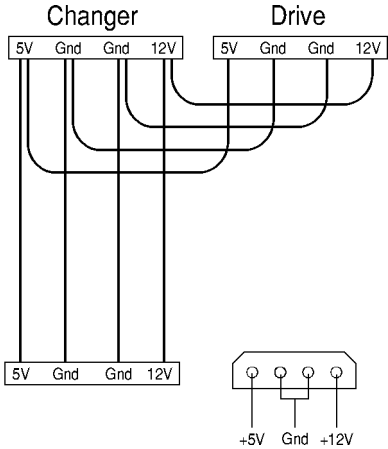 Changer Drive
5V Gnd Gnd 12V 5V Gnd Gnd 12V
5V Gnd Gnd 12V
+5V Gnd +12V